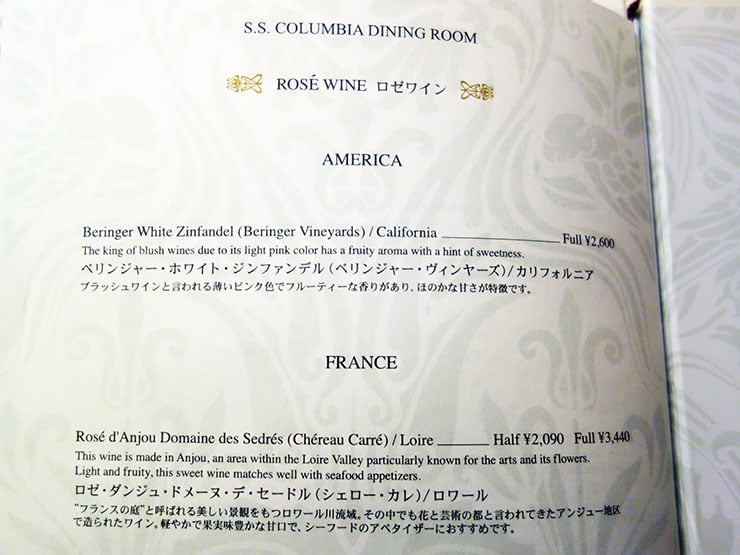 S.S. COLUMBIA DINING ROOM
ROSÉ WINE ロゼワイン
AMERICA
Beringer White Zinfandel (Beringer Vineyards) / California Full ¥2,600
The king of blush wines due to its light pink color has a fruity aroma with a hint of sweetness.
ベリンジャー・ホワイト・ジンファンデル (ベリンジャー・ヴィンヤーズ) / カリフォルニア
ブラッシュワインと言われる薄いピンク色でフルーティーな香りがあり、ほのかな甘さが特徴です。
FRANCE
Rosé d'Anjou Domaine des Sedrés (Chéreau Carré) / Loire Half ¥2,090 Full ¥3,440
This wine is made in Anjou, an area within the Loire Valley particularly known for the arts and its flowers.
Light and fruity, this sweet wine matches well with seafood appetizers.
ロゼ・ダンジュ・ドメーヌ・デ・セードル (シェロー・カレ) / ロワール
"フランスの庭"と呼ばれる美しい景観をもつロワール川流域。その中でも花と芸術の都と言われてきたアンジュー地区
で造られたワイン。軽やかで果実味豊かな甘口で、シーフードのアペタイザーにおすすめです。